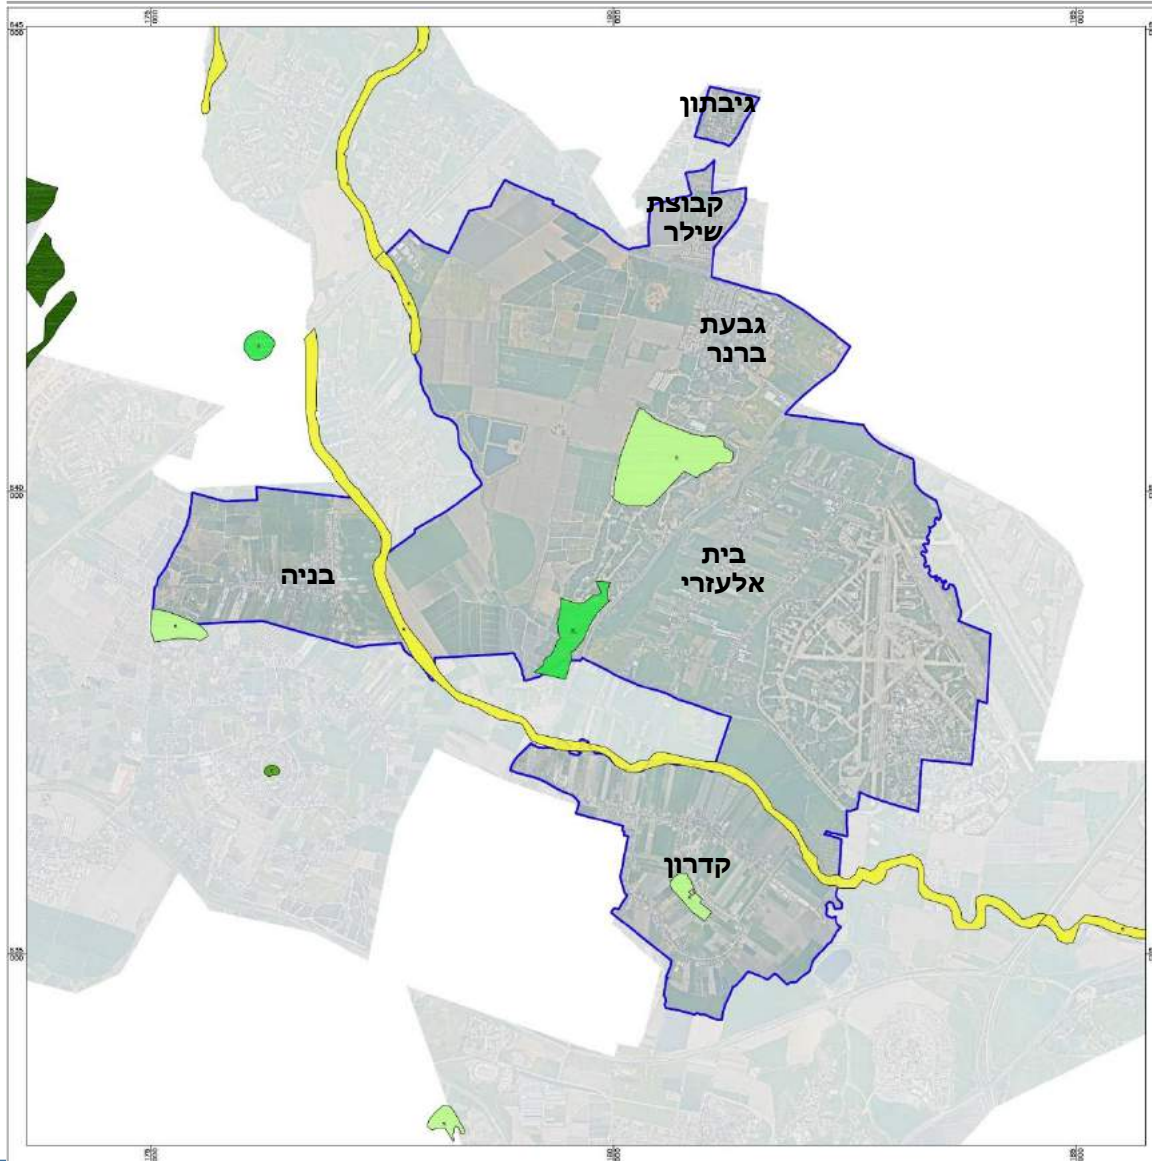 גיבתון
קבוצת
שילר
גבעת
ברנר
בית
אלעזרי
בניה
קדרון